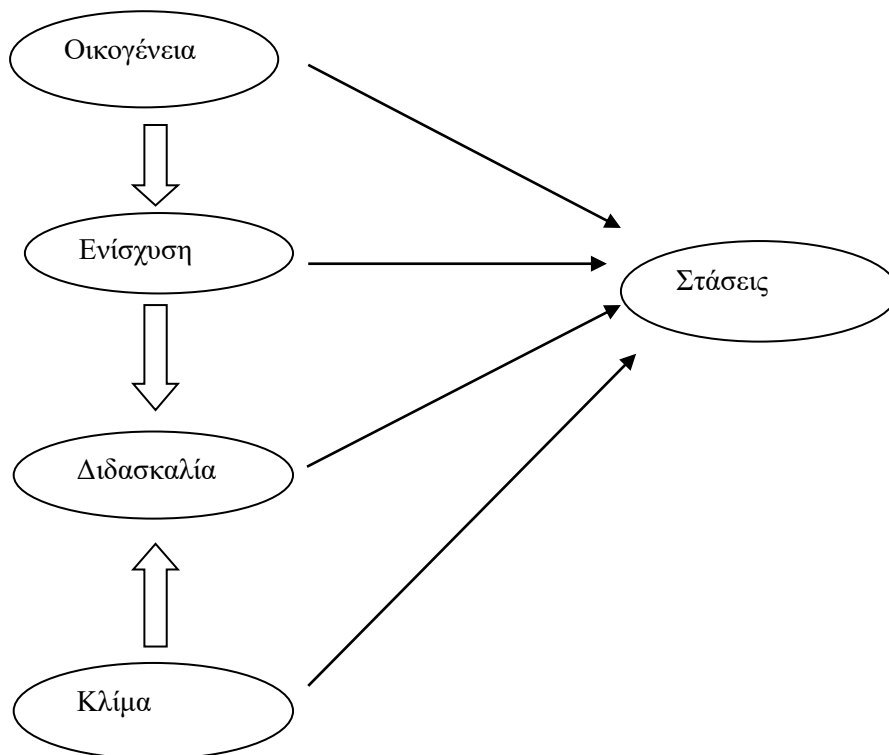 Οικογένεια
Ενίσχυση
Στάσεις
Διδασκαλία
Κλίμα